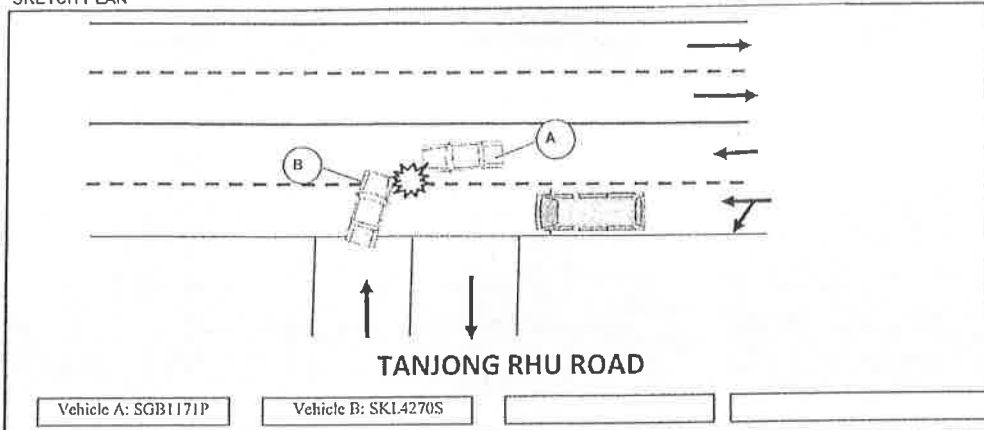 SKETCH PLAN
A
B
TANJONG RHU ROAD
Vehicle A: SGB1171P
Vehicle B: SKL4270S